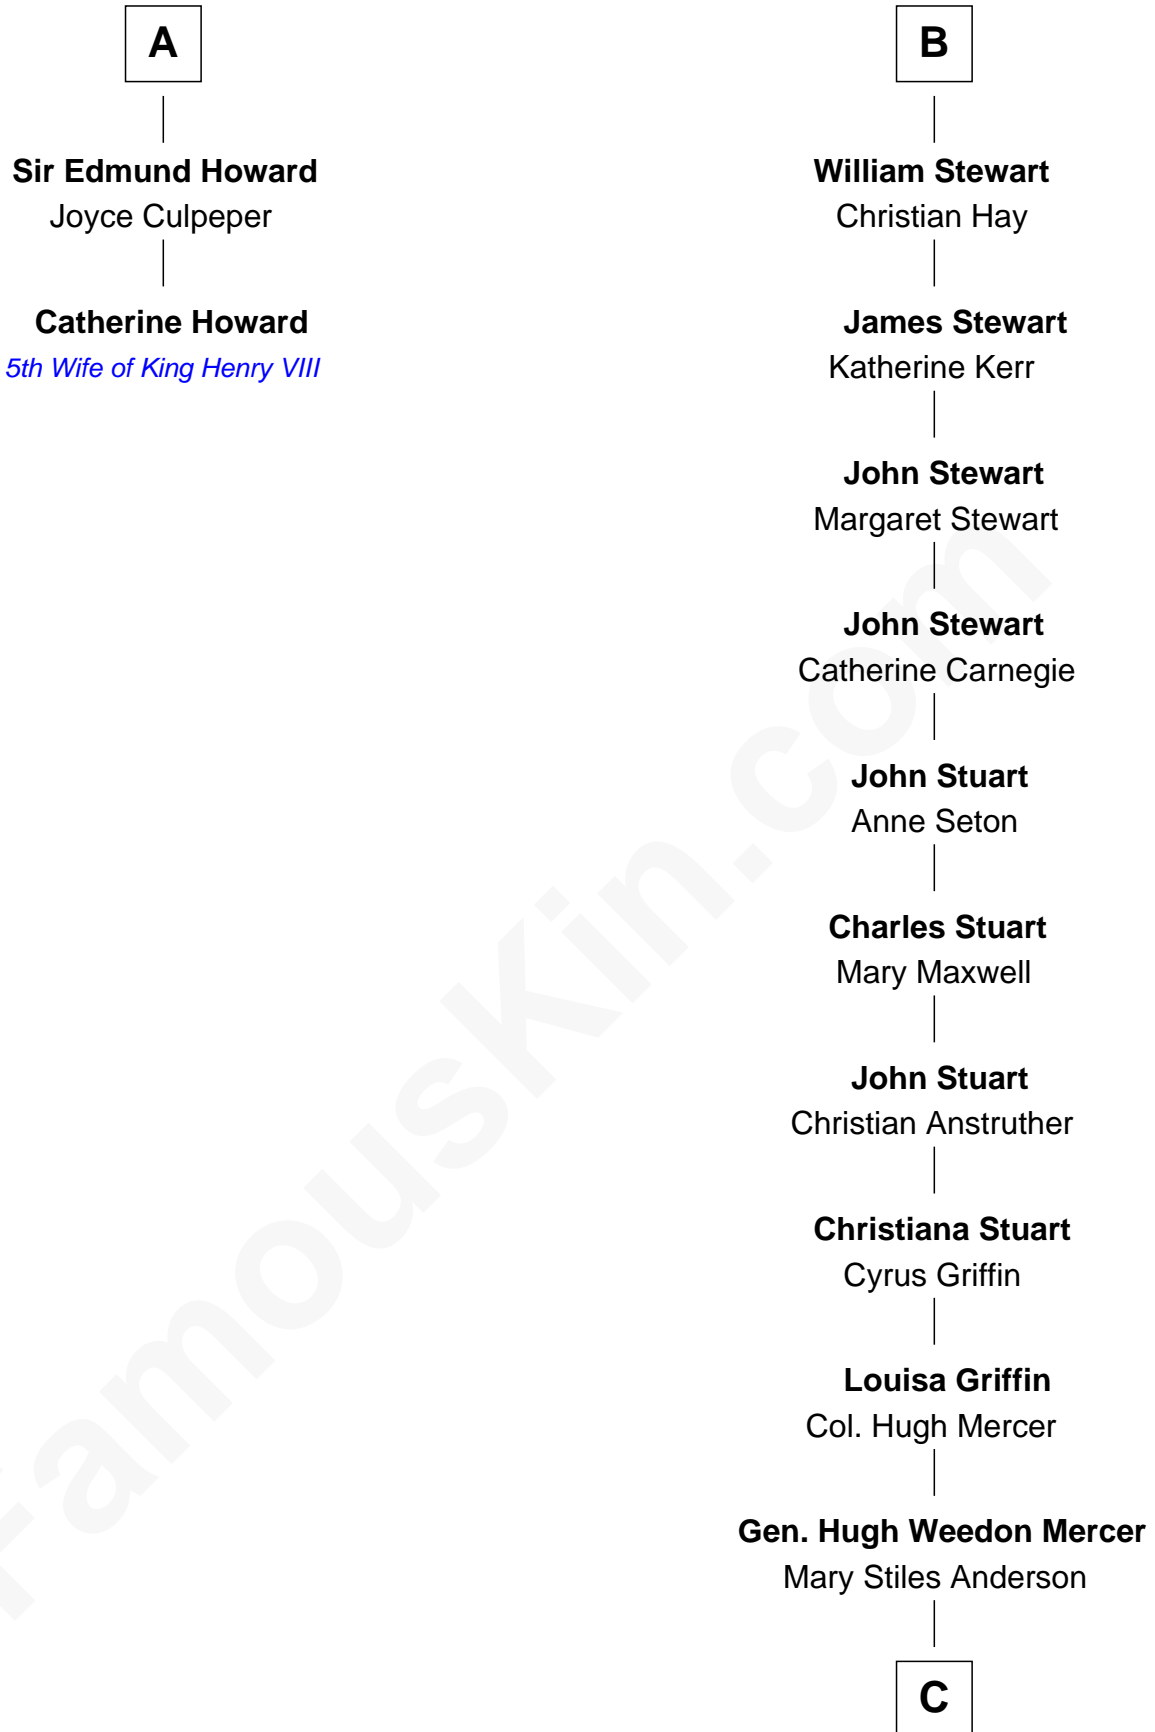 A
Sir Edmund Howard
Joyce Culpeper
Catherine Howard
5th Wife of King Henry VIII
B
William Stewart
Christian Hay
James Stewart
Katherine Kerr
John Stewart
Margaret Stewart
John Stewart
Catherine Carnegie
John Stuart
Anne Seton
Charles Stuart
Mary Maxwell
John Stuart
Christian Anstruther
Christiana Stuart
Cyrus Griffin
Louisa Griffin
Col. Hugh Mercer
Gen. Hugh Weedon Mercer
Mary Stiles Anderson
C
FamousKin.com